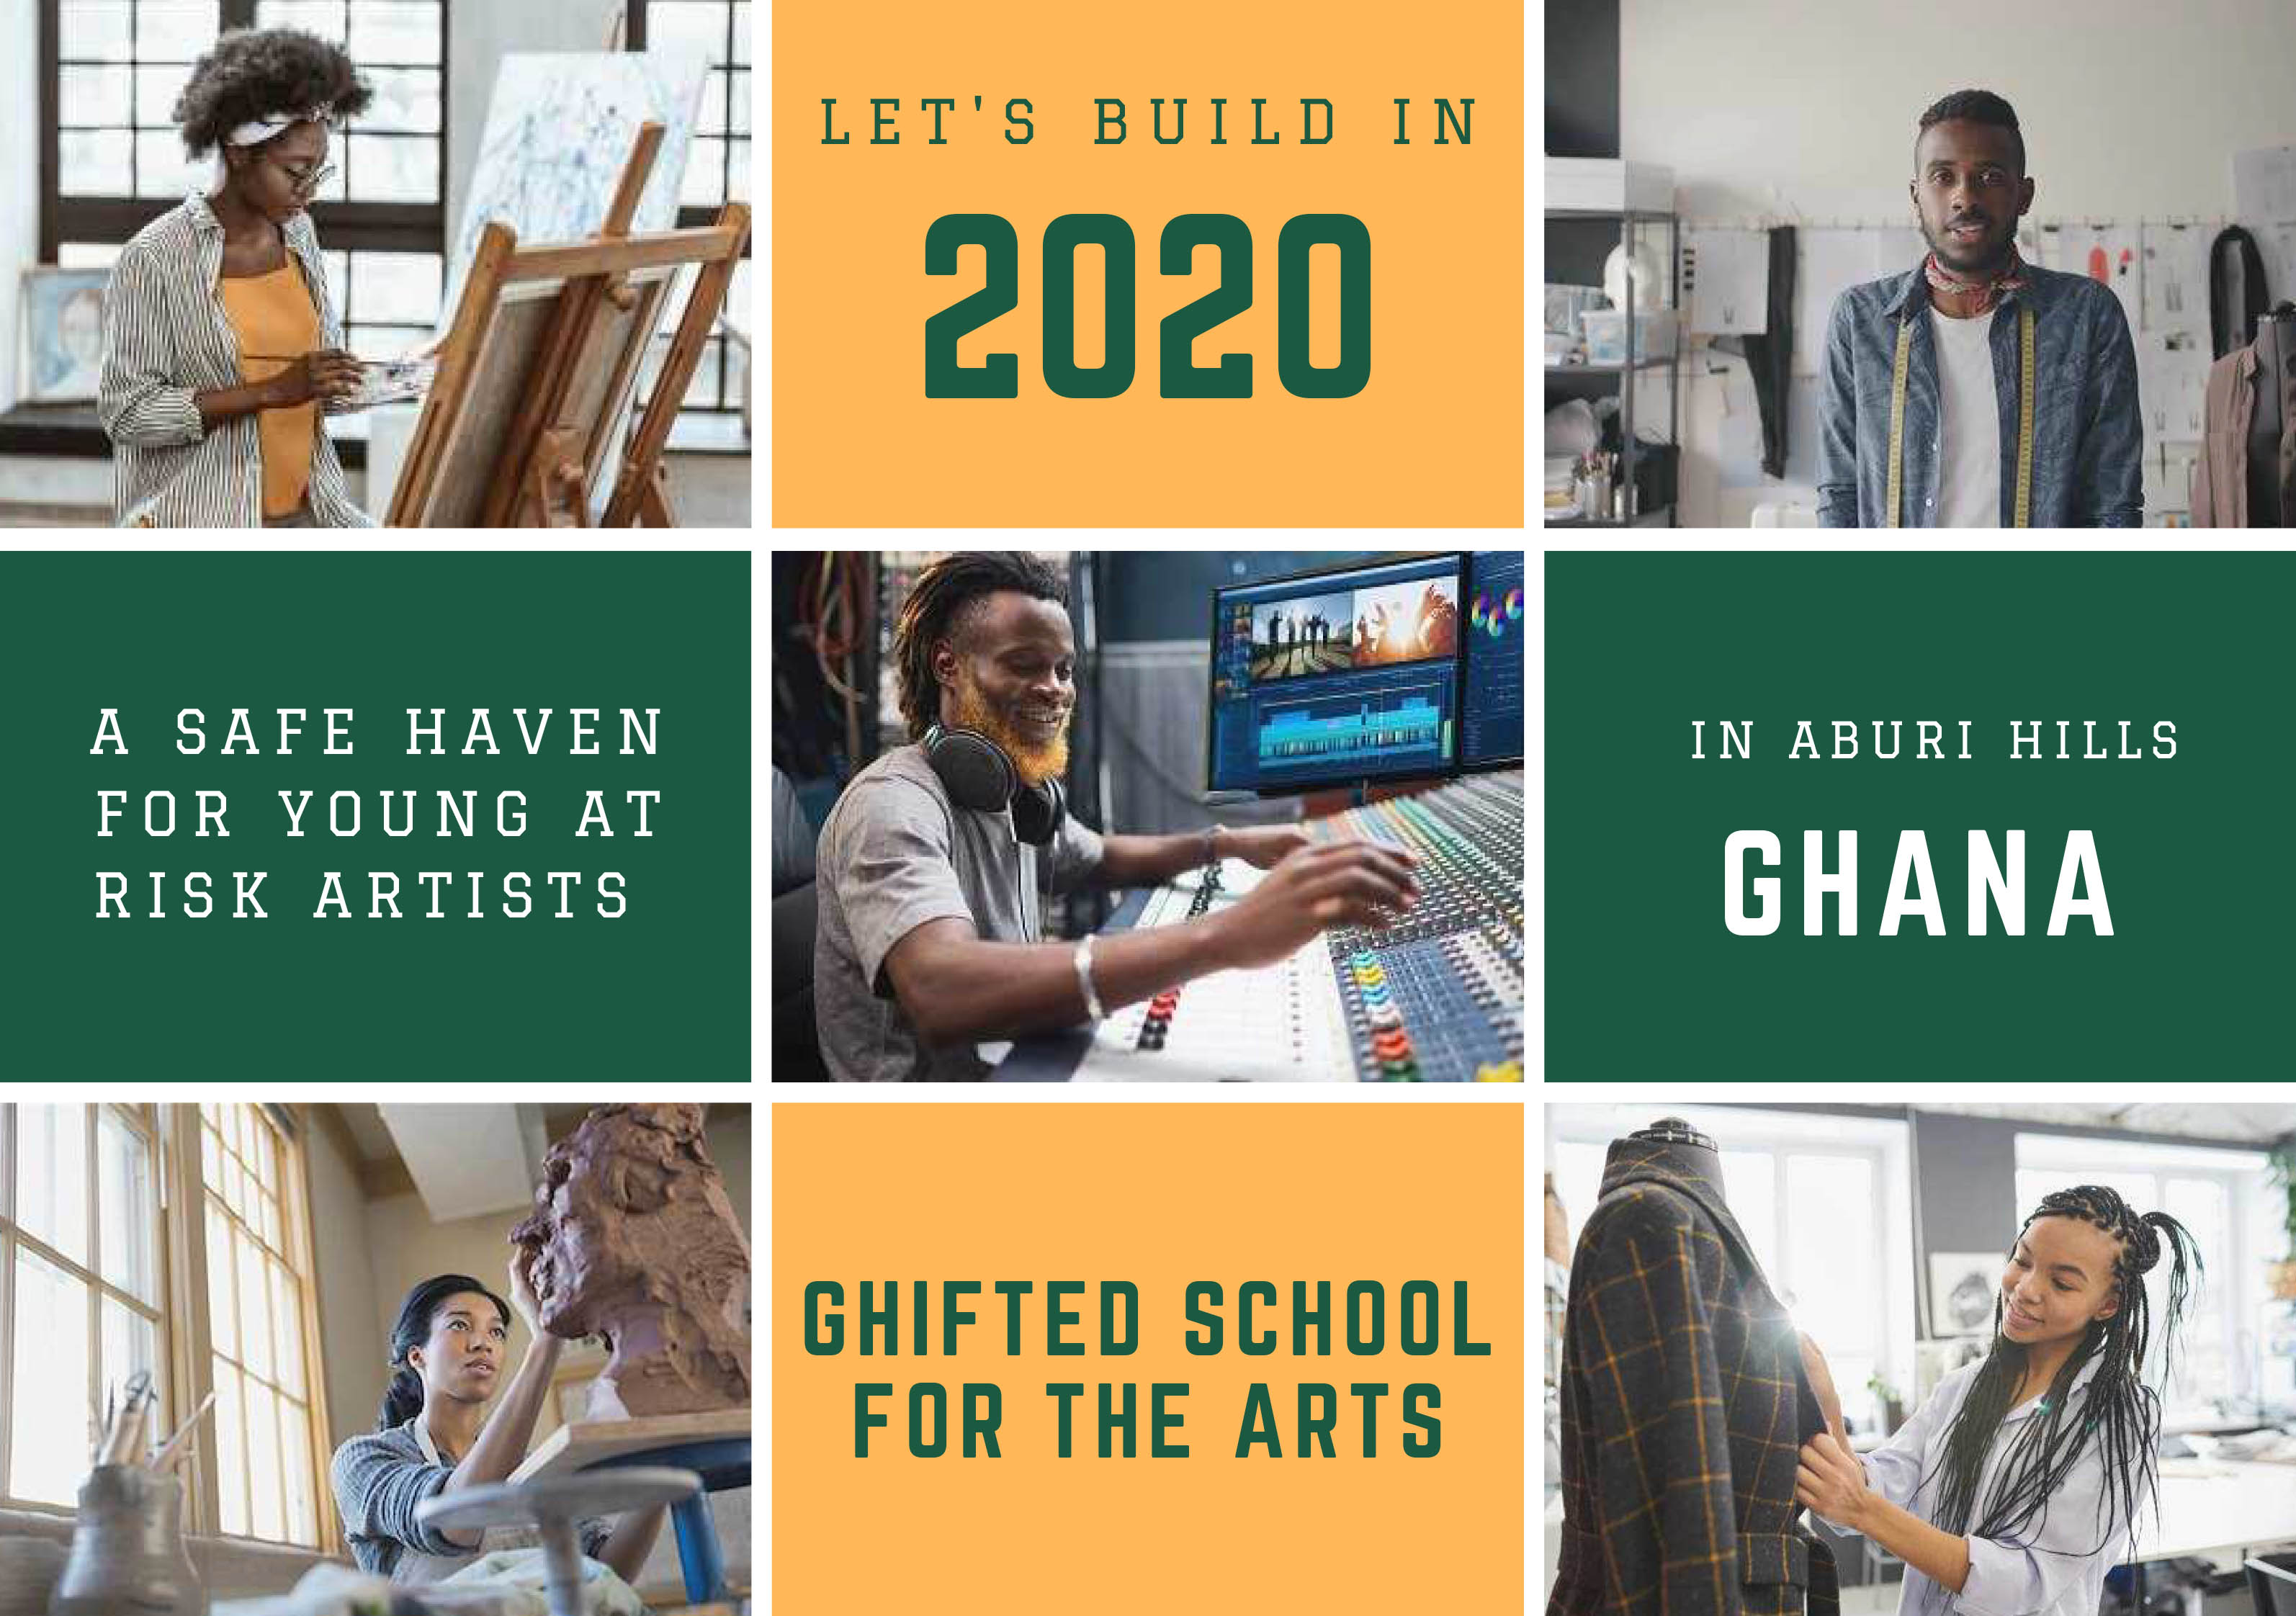 LET'S BUILD IN
2020
A SAFE HAVEN
FOR YOUNG AT
RISK ARTISTS
IN ABURI HILLS
GHANA
GHIFTED SCHOOL
FOR THE ARTS